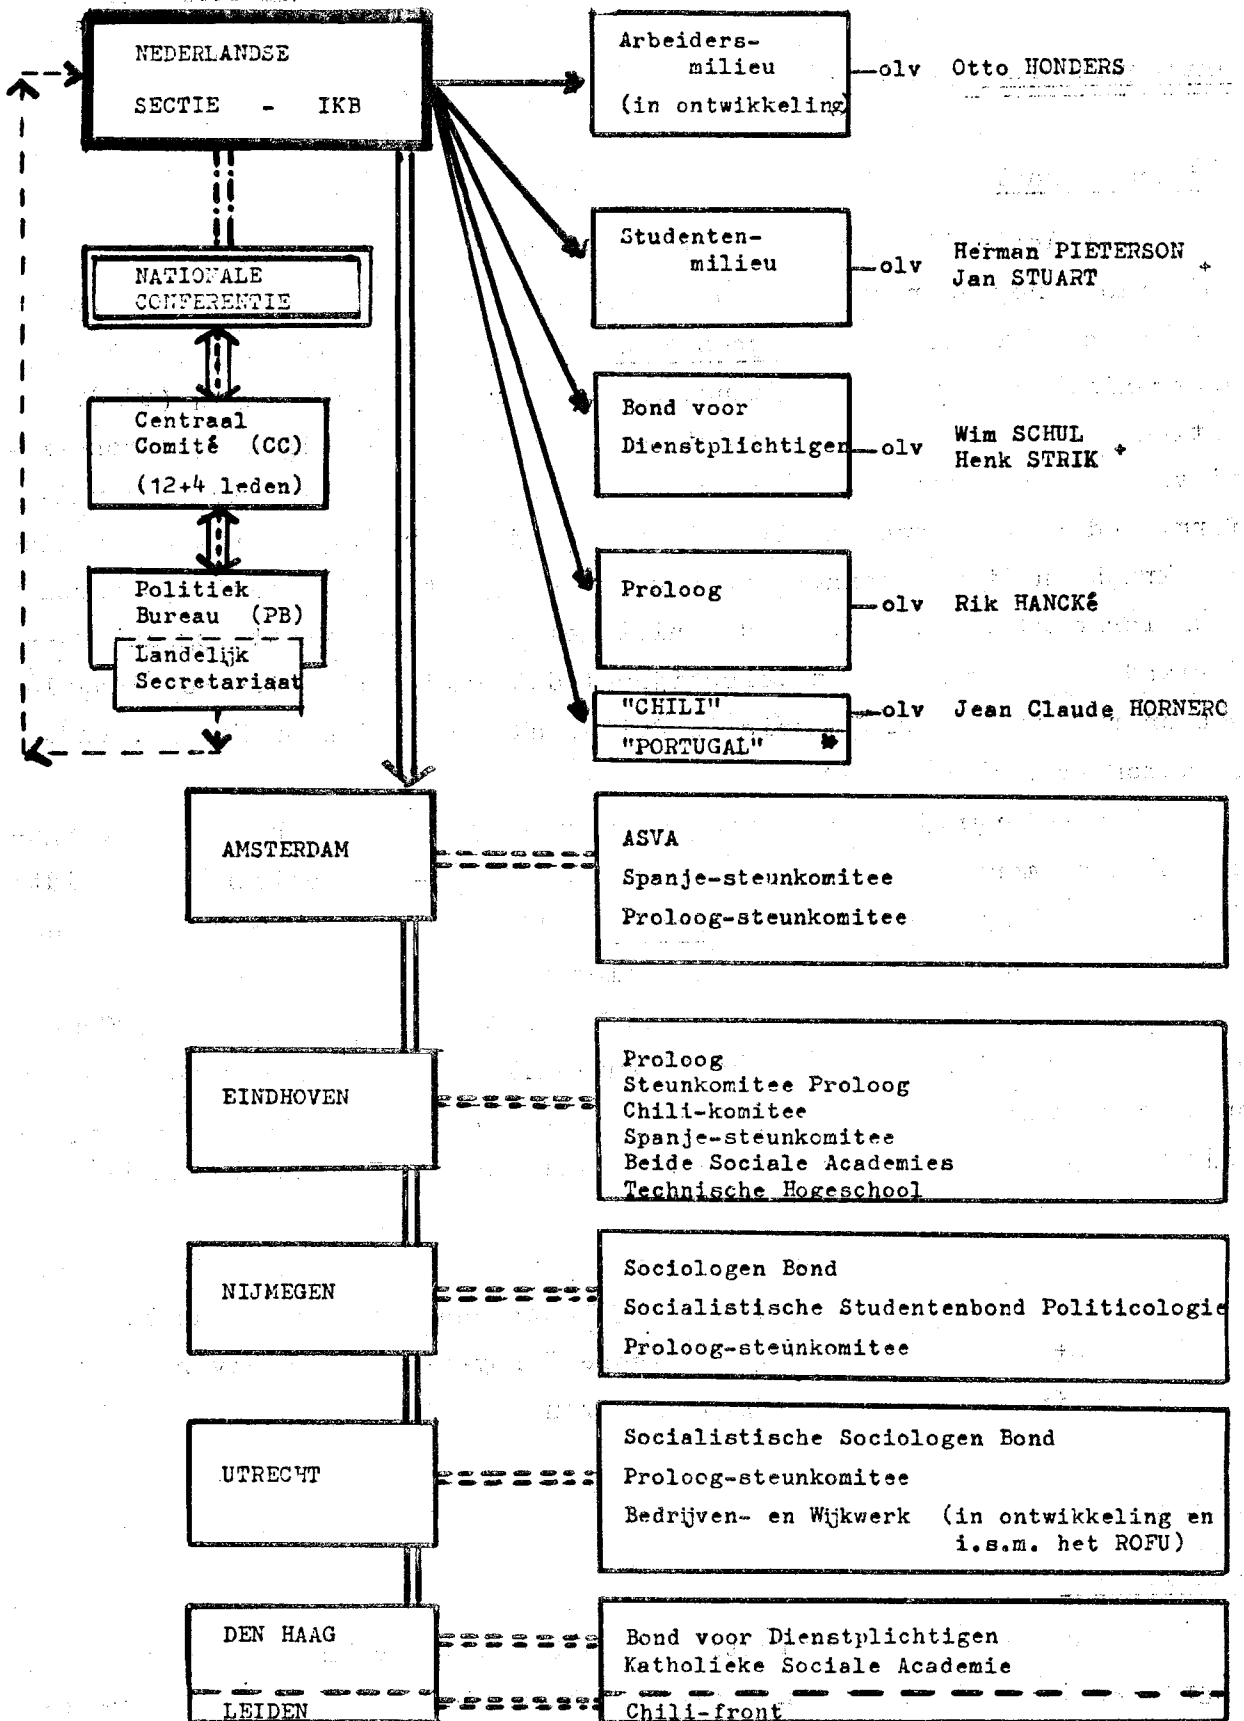 NEDERLANDSE
SECTIE - IKB
NATIONALE
CONFERENTIE
Centraal
Comité (CC)
(12+4 leden)
Politiek
Bureau (PB)
Landelijk
Secretariaat
Arbeiders-
milieu
(in ontwikkeling)
olv Otto HONDERS
Studenten-
milieu
olv Herman PIETERSON +
Jan STUART
Bond voor
Dienstplichtigen
olv Wim SCHUL +
Henk STRIK
Proloog
olv Rik HANCKé
"CHILI"
olv Jean Claude HORNERO
"PORTUGAL" *
AMSTERDAM
ASVA
Spanje-steunkomitee
Proloog-steunkomitee
EINDHOVEN
Proloog
Steunkomitee Proloog
Chili-komitee
Spanje-steunkomitee
Beide Sociale Academies
Technische Hogeschool
NIJMEGEN
Sociologen Bond
Socialistische Studentenbond Politicologie
Proloog-steunkomitee
UTRECHT
Socialistische Sociologen Bond
Proloog-steunkomitee
Bedrijven- en Wijkwerk (in ontwikkeling en
i.s.m. het ROFU)
DEN HAAG
Bond voor Dienstplichtigen
Katholieke Sociale Academie
LEIDEN
Chili-front